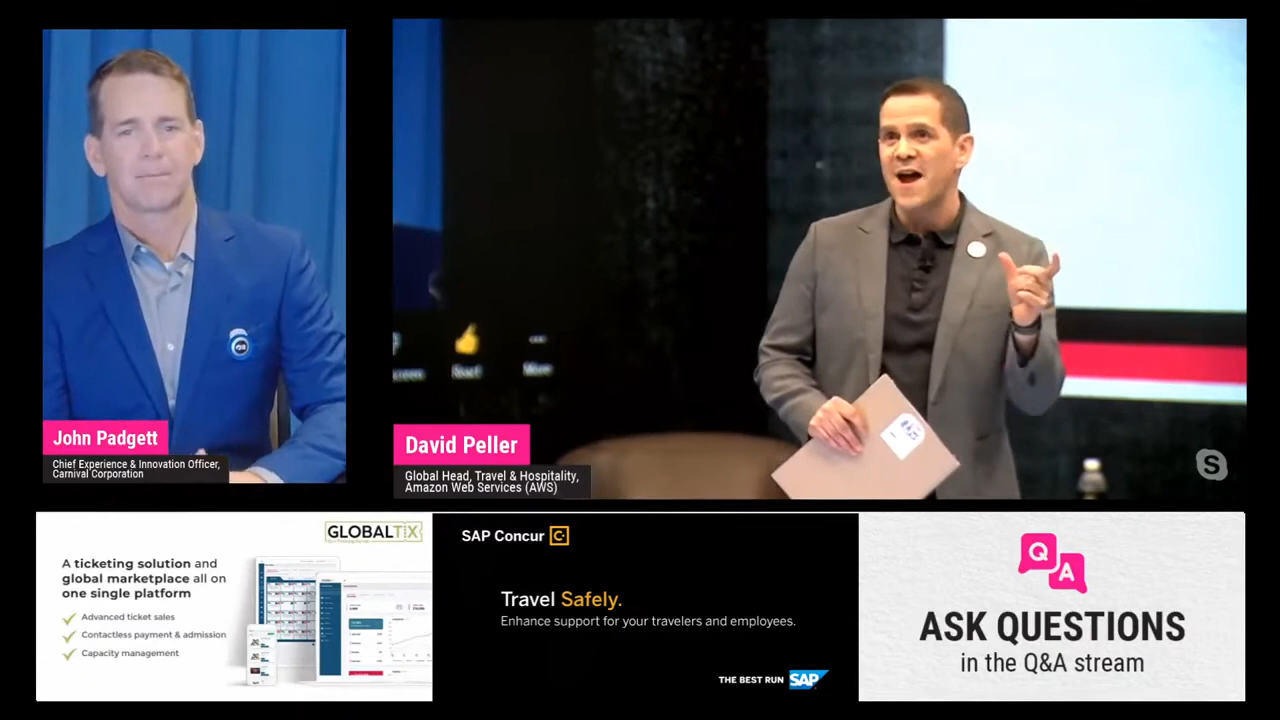 John Padgett
Chief Experience & Innovation Officer,
Carnival Corporation
React
More
David Peller
Global Head, Travel & Hospitality,
Amazon Web Services (AWS)
GLOBALTiX
A ticketing solution and
global marketplace all on
one single platform
Advanced ticket sales
Contactless payment & admission
Capacity management
SAP Concur C
Travel Safely.
Enhance support for your travelers and employees.
THE BEST RUN SAP
Q
A
ASK QUESTIONS
in the Q&A stream